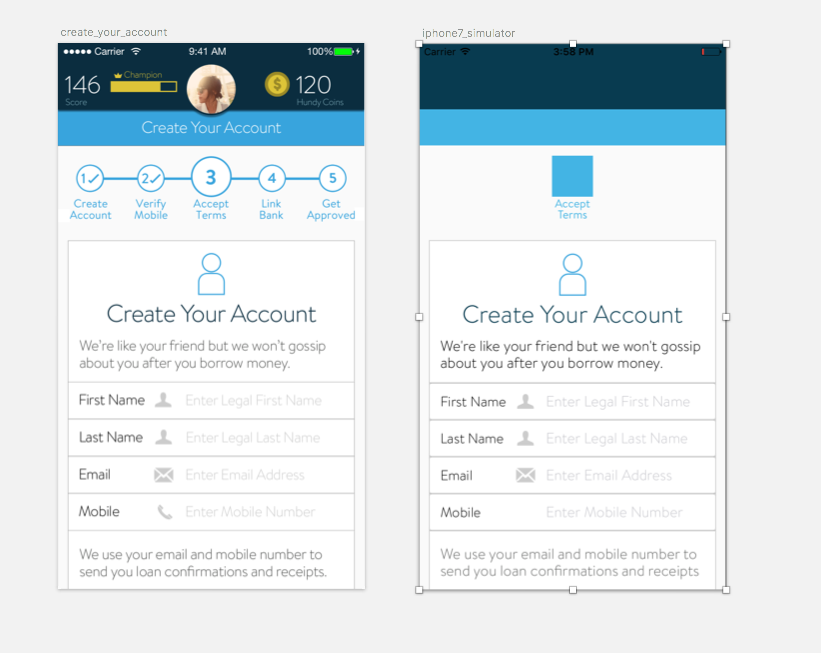 create_your_account
Carrier
9:41 AM
100%
146
Score
Champion
120
Hundy Coins
Create Your Account
1
2
3
4
5
Create
Account
Verify
Mobile
Accept
Terms
Link
Bank
Get
Approved
Create Your Account
We're like your friend but we won't gossip
about you after you borrow money.
First Name Enter Legal First Name
Last Name Enter Legal Last Name
Email Enter Email Address
Mobile Enter Mobile Number
We use your email and mobile number to
send you loan confirmations and receipts.
iphone7_simulator
Carrier
3:58 PM
Accept
Terms
Create Your Account
We're like your friend but we won't gossip
about you after you borrow money.
First Name Enter Legal First Name
Last Name Enter Legal Last Name
Email Enter Email Address
Mobile Enter Mobile Number
We use your email and mobile number to
send you loan confirmations and receipts